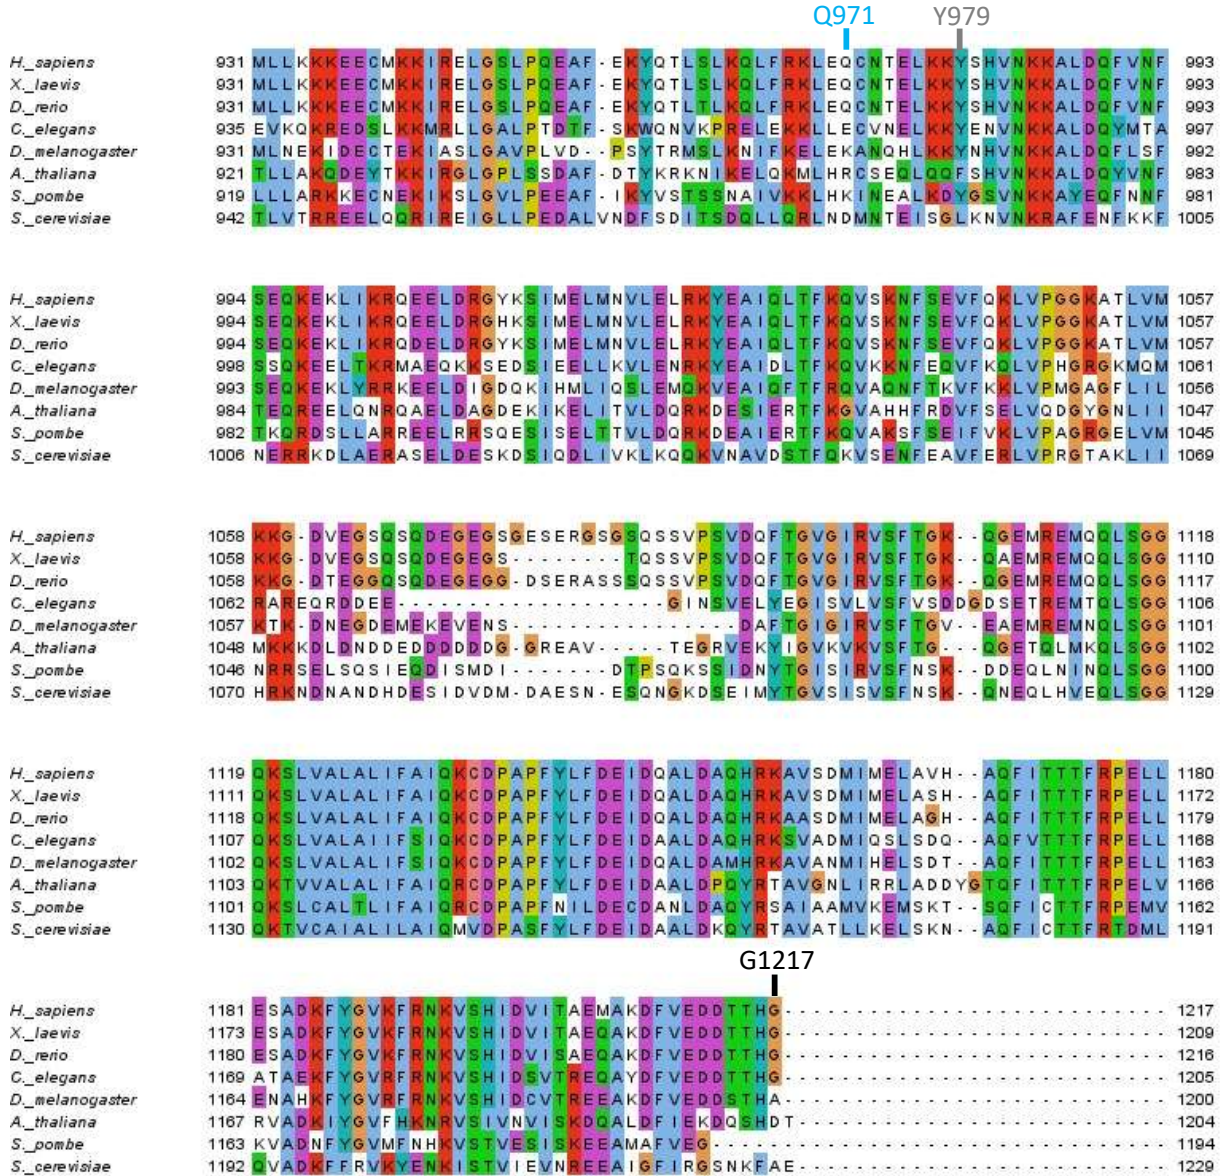 Q971 Y979
H._sapiens 931 MLLKKKEECMKKIRELGSLPQEAF-EKYQTLSLKQLFRKLEQCNTELKKYSHVNKKALDQFVNF 993
X._laevis 931 MLLKKKEECMKKIRELGSLPQEAF-EKYQTLSLKQLFRKLEQCNTELKKYSHVNKKALDQFVNF 993
D._rerio 931 MLLKKKEECMKKIRELGSLPQEAF-EKYQTLTLKQLFRKLEQCNTELKKYSHVNKKALDQFVNF 993
C._elegans 935 EVKQKREDSLKKMRLLGALPTDTF-SKWQNVKPRELEKKLLECVNELKKYENVNKKALDQYMTA 997
D._melanogaster 931 MLNEKIDECTEKIASLGAVPLVD--PSYTRMSLKNIFKELEKANQHLKKYNHVNKKALDQFLSF 992
A._thaliana 921 TLLAKQDEYTKKIRGLGPLSSDAF-DTYKRKNIKELQKMLHRCSEQLQQFSHVNKKALDQYVNF 983
S._pombe 919 LLLARKKECNEKIKSLGVLPEEAF-IKYVSTSSNAIVKKLHKINEALKDYGSVNKKAYEQFNNF 981
S._cerevisiae 942 TLVTRREELQQRIREIGLLPEDALVNDFSDITSDQLLQRLNDMNTEISGLKNVNKRAFENFKKF 1005
H._sapiens 994 SEQKEKLIKRQEELDRGYKSIMELMNVLELRKYEAIQLTFKQVSKNFSEVFQKLVPGGKATLVM 1057
X._laevis 994 SEQKEKLIKRQEELDRGHKSIMELMNVLELRKYEAIQLTFKQVSKNFSEVFQKLVPGGKATLVM 1057
D._rerio 994 SEQKEKLIKRQDELDRGYKSIMELMNVLELRKYEAIQLTFKQVSKNFSEVFQKLVPGGKATLVM 1057
C._elegans 998 SSQKEELTKRMAEQKKSEDSIEELLKVLENRKYEAIDLTFKQVKKNFEQVFKQLVPHGRGKMQM 1061
D._melanogaster 993 SEQKEKLYRRKEELDIGDQKIHMLIQSLEMQKVEAIQFTFRQVAQNFTKVFKKLVPMGAGFLIL 1056
A._thaliana 984 TEQREELQNRQAELDAGDEKIKELITVLDQRKDESIERTFKGVAHHFRDVFSELVQDGYGNLII 1047
S._pombe 982 TKQRDSLLARREELRRSQESISELTTVLDQRKDEAIERTFKQVAKSFSEIFVKLVPAGRGELVM 1045
S._cerevisiae 1006 NERRKDLAERASELDESKDSIQDLIVKLKQQKVNAVDSTFQKVSENFEAVFERLVPRGTAKLII 1069
H._sapiens 1058 KKG-DVEGSQSQDEGEGSGESERGSGSQSSVPSVDQFTGVGIRVSFTGK--QGEMREMQQLSGG 1118
X._laevis 1058 KKG-DVEGSQSQDEGEGS--------TQSSVPSVDQFTGVGIRVSFTGK--QAEMREMQQLSGG 1110
D._rerio 1058 KKG-DTEGGQSQDEGEGG-DSERASSSQSSVPSVDQFTGVGIRVSFTGK--QGEMREMQQLSGG 1117
C._elegans 1062 RAREQRDDEE-------------------GINSVELYEGISVLVSFVSDDGDSETREMTQLSGG 1106
D._melanogaster 1057 KTK-DNEGDEMEKEVENS----------------DAFTGIGIRVSFTGV--EAEMREMNQLSGG 1101
A._thaliana 1048 MKKKDLDNDDEDDDDDDG-GREAV-----TEGRVEKYIGVKVKVSFTG---QGETQLMKQLSGG 1102
S._pombe 1046 NRRSELSQSIEQDISMDI------DTPSQKSSIDNYTGISIRVSFNSK--DDEQLNINQLSGG 1100
S._cerevisiae 1070 HRKNDNANDHDESIDVDM-DAESN-ESQNGKDSEIMYTGVSISVSFNSK--QNEQLHVEQLSGG 1129
H._sapiens 1119 QKSLVALALIFAIQKCDPAPFYLFDEIDQALDAQHRKAVSDMIMELAVH--AQFITTTFRPELL 1180
X._laevis 1111 QKSLVALALIFAIQKCDPAPFYLFDEIDQALDAQHRKAVSDMIMELASH--AQFITTTFRPELL 1172
D._rerio 1118 QKSLVALALIFAIQKCDPAPFYLFDEIDQALDAQHRKAASDMIMELAGH--AQFITTTFRPELL 1179
C._elegans 1107 QKSLVALALIFSIQKCDPAPFYLFDEIDAALDAQHRKSVADMIQSLSDQ--AQFVTTTFRPELL 1168
D._melanogaster 1102 QKSLVALALIFSIQKCDPAPFYLFDEIDQALDAMHRKAVANMIHELSDT--AQFITTTFRPELL 1163
A._thaliana 1103 QKTVVALALIFAIQRCDPAPFYLFDEIDAALDPQYRTAVGNLIRRLADDYGTQFITTTFRPELV 1166
S._pombe 1101 QKSLCALTLIFAIQRCDPAPFNILDECDANLDAQYRSAIAAMVKEMSKT--SQFICTTFRPEMV 1162
S._cerevisiae 1130 QKTVCAIALILAIQMVDPASFYLFDEIDAALDKQYRTAVATLLKELSKN--AQFICTTFRTDML 1191
G1217
H._sapiens 1181 ESADKFYGVKFRNKVSHIDVITAEMAKDFVEDDTTHG--------------------------- 1217
X._laevis 1173 ESADKFYGVKFRNKVSHIDVITAEQAKDFVEDDTTHG--------------------------- 1209
D._rerio 1180 ESADKFYGVKFRNKVSHIDVISAEQAKDFVEDDTTHG--------------------------- 1216
C._elegans 1169 ATAEKFYGVRFRNKVSHIDSVTREQAYDFVEDDTTHG--------------------------- 1205
D._melanogaster 1164 ENAHKFYGVRFRNKVSHIDCVTREEAKDFVEDDSTHA--------------------------- 1200
A._thaliana 1167 RVADKIYGVFHKNRVSIVNVISKDQALDFIEKDQSHDT-------------------------- 1204
S._pombe 1163 KVADNFYGVMFNHKVSTVESISKEEAMAFVEG-------------------------------- 1194
S._cerevisiae 1192 QVADKFFRVKYENKISTVIEVNREEAIGFIRGSNKFAE-------------------------- 1229